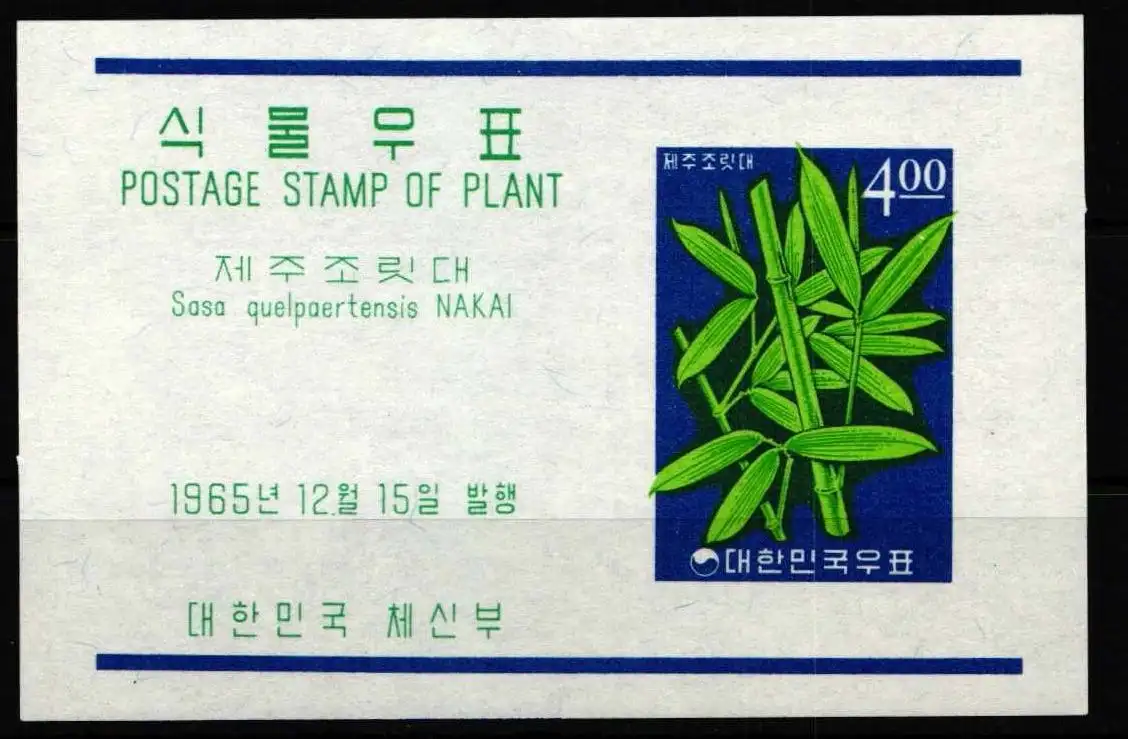 식물우표
POSTAGE STAMP OF PLANT
제주조릿대
Sasa quelpaertensis NAKAI
1965년 12월 15일 발행
대한민국 체신부
제주조릿대
400
대한민국우표